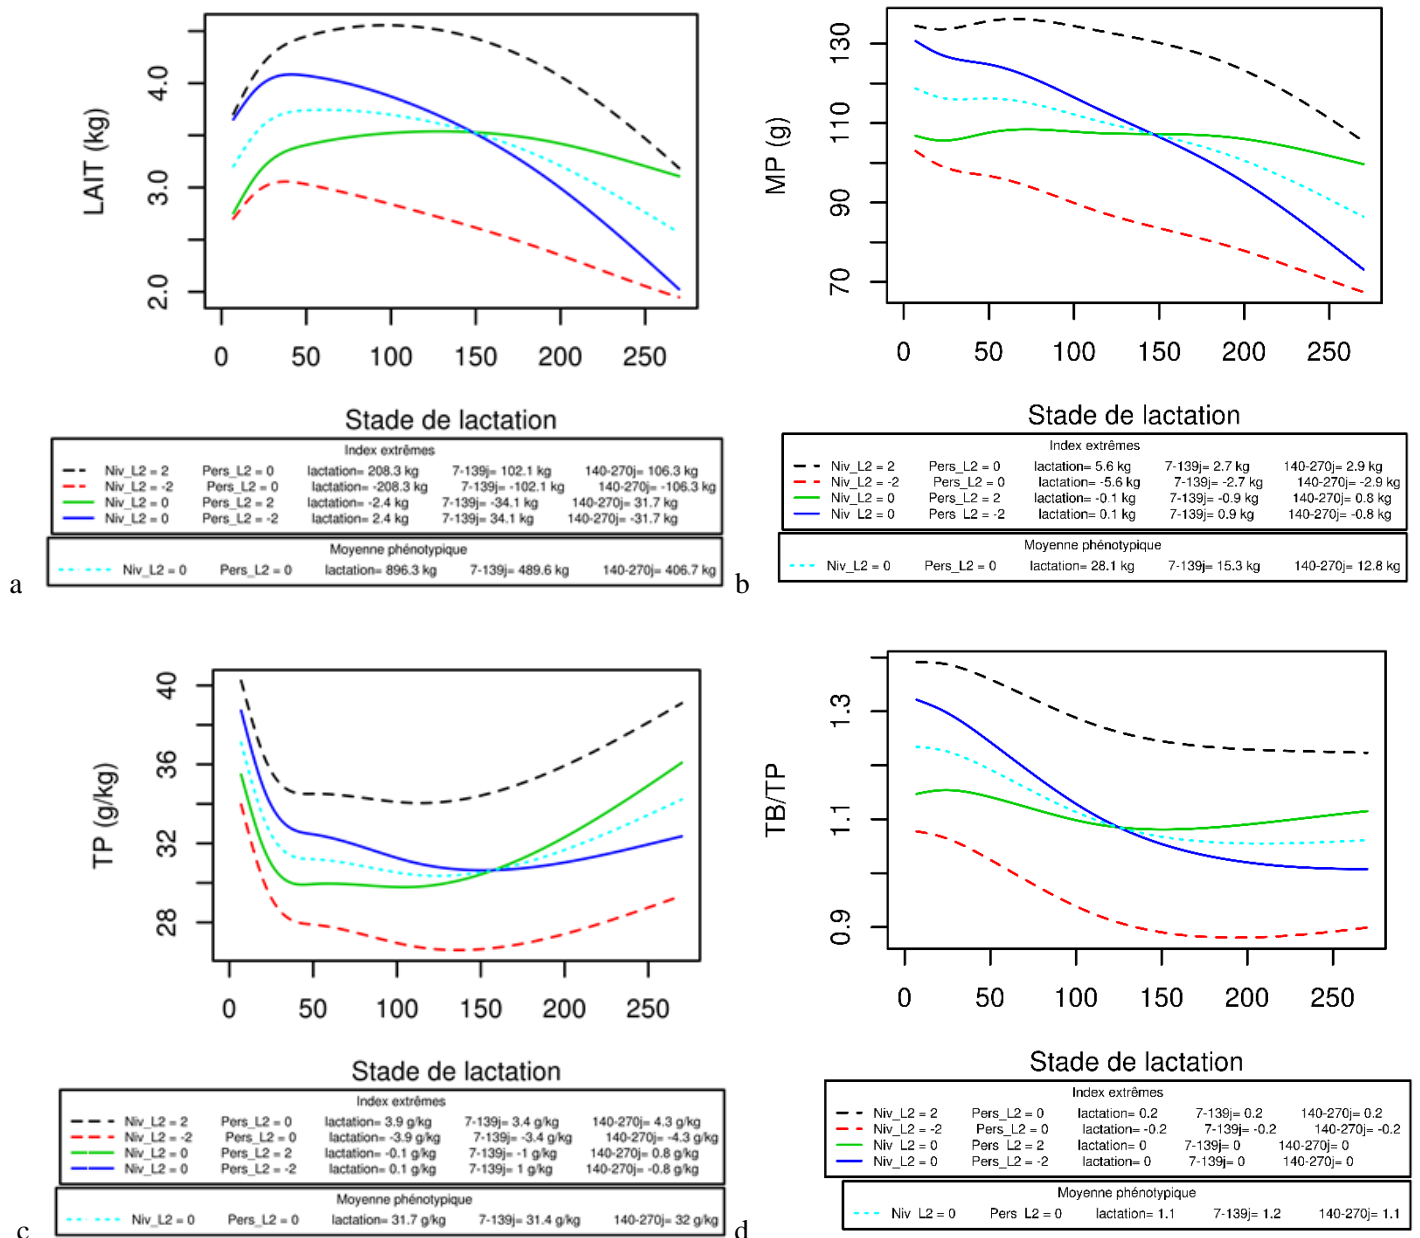 LAIT (kg)
4.0
3.0
2.0
0 50 100 150 200 250
Stade de lactation
Index extrêmes
Niv_L2 = 2 Pers_L2 = 0 lactation= 208.3 kg 7-139j= 102.1 kg 140-270j= 106.3 kg
Niv_L2 = -2 Pers_L2 = 0 lactation= -208.3 kg 7-139j= -102.1 kg 140-270j= -106.3 kg
Niv_L2 = 0 Pers_L2 = 2 lactation= -2.4 kg 7-139j= -34.1 kg 140-270j= 31.7 kg
Niv_L2 = 0 Pers_L2 = -2 lactation= 2.4 kg 7-139j= 34.1 kg 140-270j= -31.7 kg
Moyenne phénotypique
Niv_L2 = 0 Pers_L2 = 0 lactation= 896.3 kg 7-139j= 489.6 kg 140-270j= 406.7 kg
a
MP (g)
130
110
90
70
0 50 100 150 200 250
Stade de lactation
Index extrêmes
Niv_L2 = 2 Pers_L2 = 0 lactation= 5.6 kg 7-139j= 2.7 kg 140-270j= 2.9 kg
Niv_L2 = -2 Pers_L2 = 0 lactation= -5.6 kg 7-139j= -2.7 kg 140-270j= -2.9 kg
Niv_L2 = 0 Pers_L2 = 2 lactation= -0.1 kg 7-139j= -0.9 kg 140-270j= 0.8 kg
Niv_L2 = 0 Pers_L2 = -2 lactation= 0.1 kg 7-139j= 0.9 kg 140-270j= -0.8 kg
Moyenne phénotypique
Niv_L2 = 0 Pers_L2 = 0 lactation= 28.1 kg 7-139j= 15.3 kg 140-270j= 12.8 kg
b
TP (g/kg)
40
36
32
28
0 50 100 150 200 250
Stade de lactation
Index extrêmes
Niv_L2 = 2 Pers_L2 = 0 lactation= 3.9 g/kg 7-139j= 3.4 g/kg 140-270j= 4.3 g/kg
Niv_L2 = -2 Pers_L2 = 0 lactation= -3.9 g/kg 7-139j= -3.4 g/kg 140-270j= -4.3 g/kg
Niv_L2 = 0 Pers_L2 = 2 lactation= -0.1 g/kg 7-139j= -1 g/kg 140-270j= 0.8 g/kg
Niv_L2 = 0 Pers_L2 = -2 lactation= 0.1 g/kg 7-139j= 1 g/kg 140-270j= -0.8 g/kg
Moyenne phénotypique
Niv_L2 = 0 Pers_L2 = 0 lactation= 31.7 g/kg 7-139j= 31.4 g/kg 140-270j= 32 g/kg
c
TB/TP
1.3
1.1
0.9
0 50 100 150 200 250
Stade de lactation
Index extrêmes
Niv_L2 = 2 Pers_L2 = 0 lactation= 0.2 7-139j= 0.2 140-270j= 0.2
Niv_L2 = -2 Pers_L2 = 0 lactation= -0.2 7-139j= -0.2 140-270j= -0.2
Niv_L2 = 0 Pers_L2 = 2 lactation= 0 7-139j= 0 140-270j= 0
Niv_L2 = 0 Pers_L2 = -2 lactation= 0 7-139j= 0 140-270j= 0
Moyenne phénotypique
Niv_L2 = 0 Pers_L2 = 0 lactation= 1.1 7-139j= 1.2 140-270j= 1.1
d